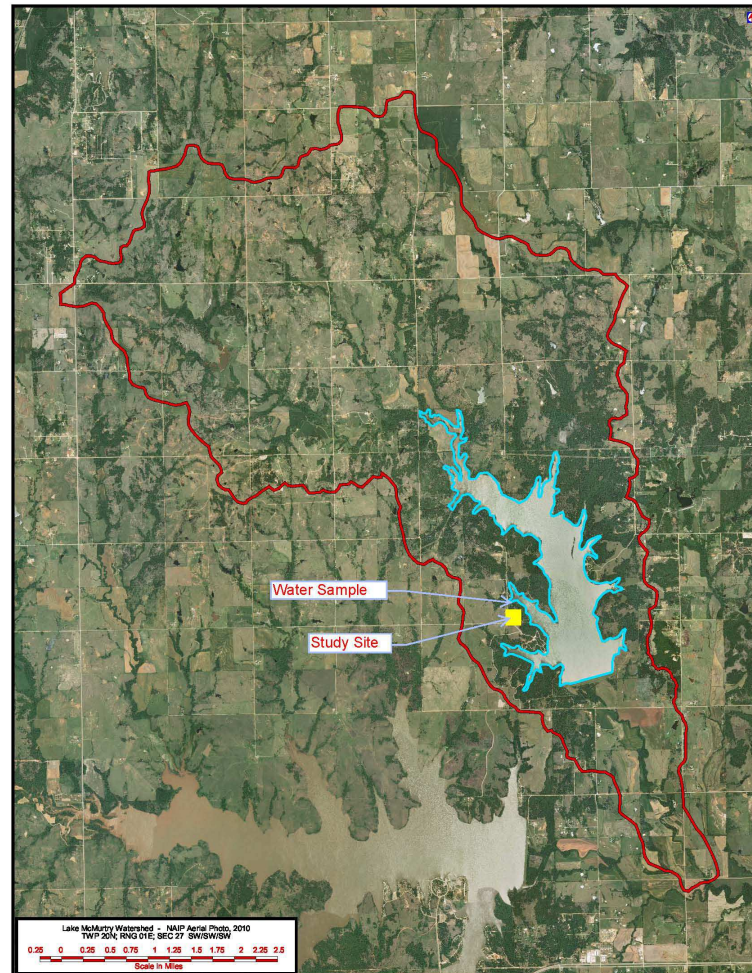 Water Sample
Study Site
Lake McMurtry Watershed - NAIP Aerial Photo, 2010
TWP 20N; RNG 01E; SEC 27 SW/SW/SW
0.25 0 0.25 0.5 0.75 1 1.25 1.5 1.75 2 2.25 2.5
Scale in Miles